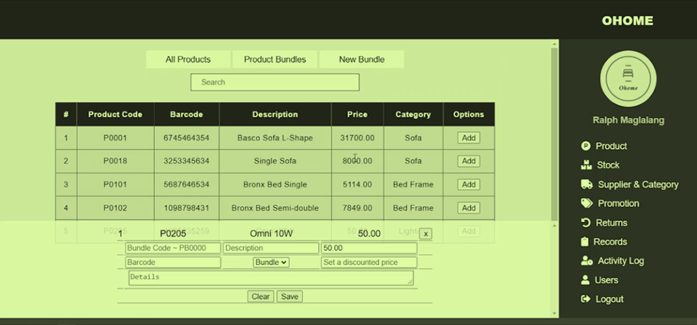 OHOME
All Products Product Bundles New Bundle
Search
# Product Code Barcode Description Price Category Options
1 P0001 6745464354 Basco Sofa L-Shape 31700.00 Sofa Add
2 P0018 3253345634 Single Sofa 8000.00 Sofa Add
3 P0101 5687646534 Bronx Bed Single 5114.00 Bed Frame Add
4 P0102 1098798431 Bronx Bed Semi-double 7849.00 Bed Frame Add
5 Add
1 P0205 Omni 10W 50.00 x
Bundle Code ~ PB0000 Description 50.00
Barcode Bundle Set a discounted price
Details
Clear Save
Ohome
Ralph Maglalang
Product
Stock
Supplier & Category
Promotion
Returns
Records
Activity Log
Users
Logout